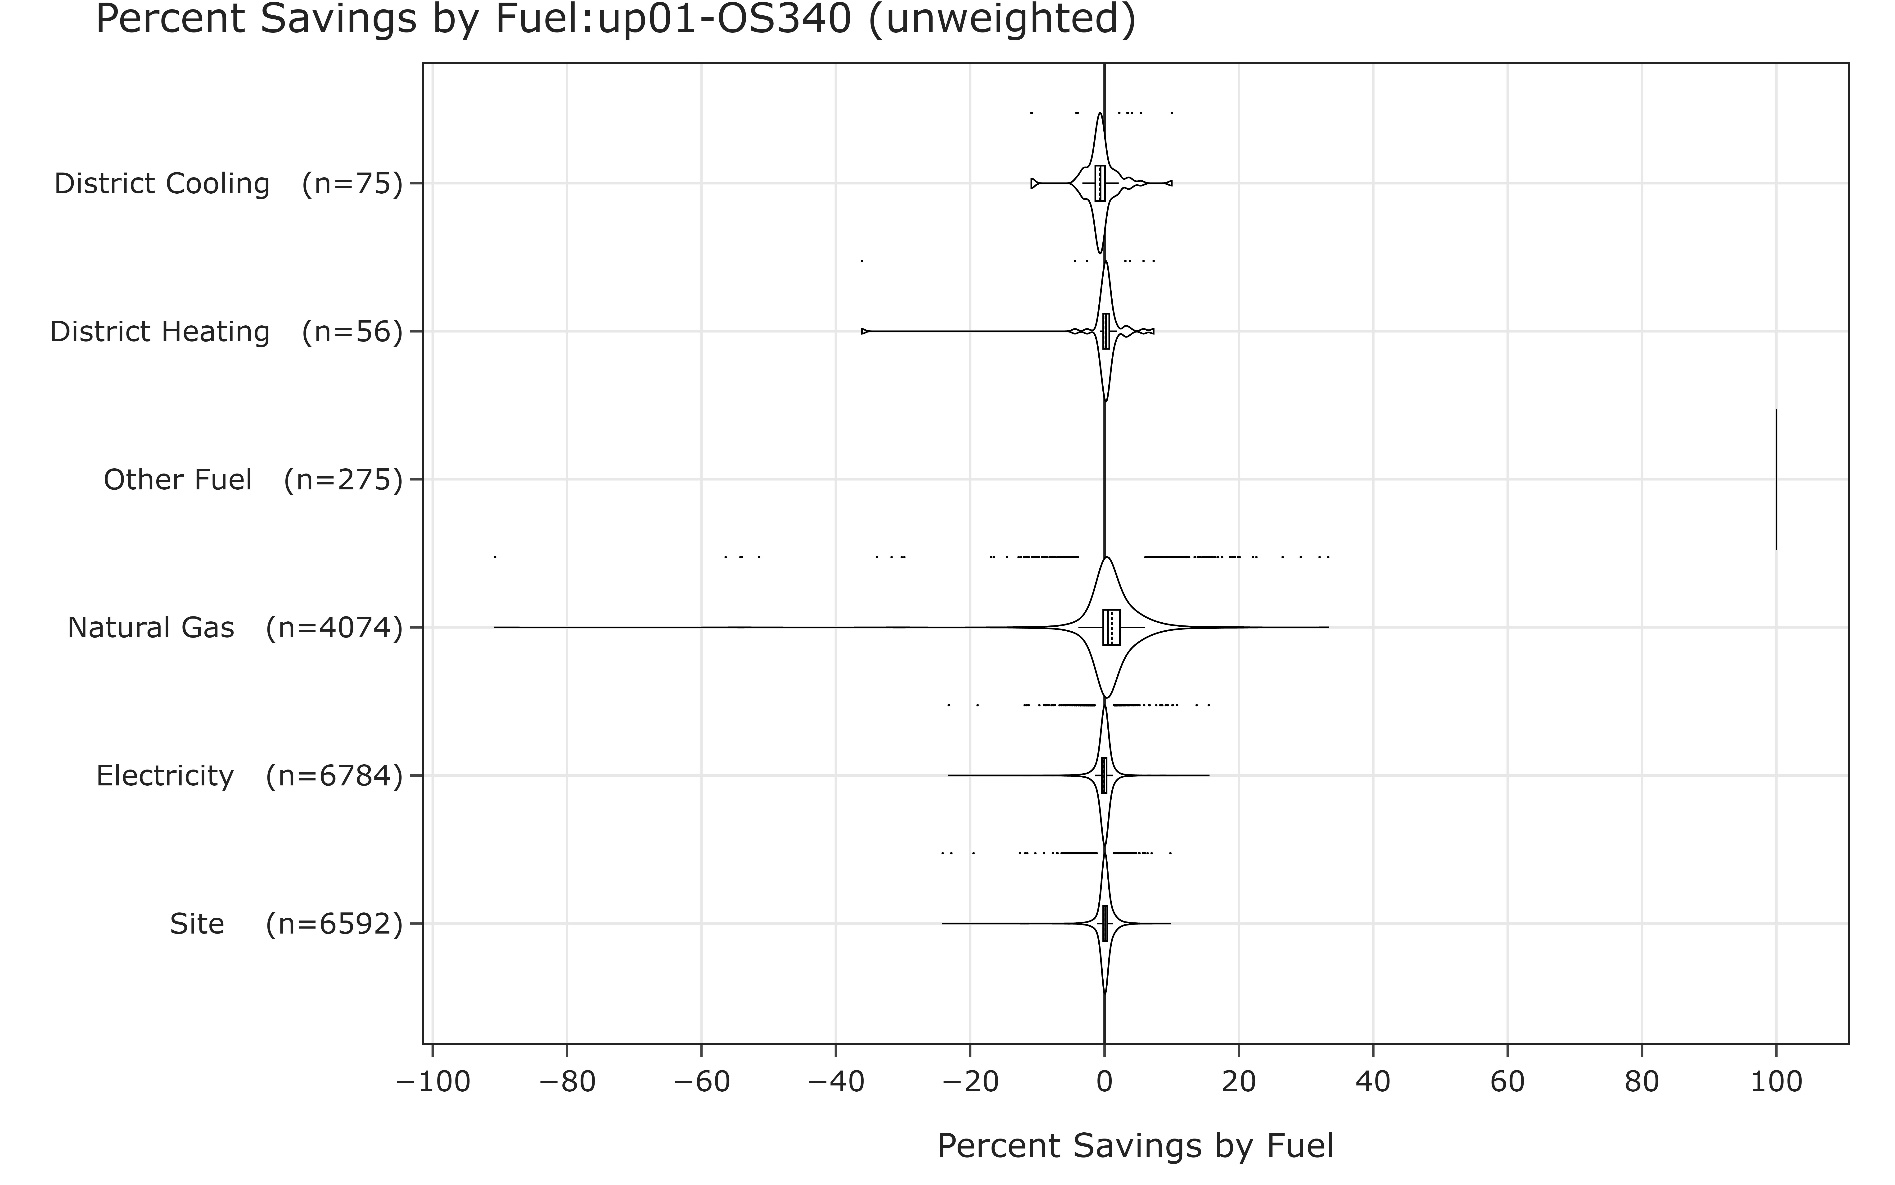 Percent Savings by Fuel:up01-OS340 (unweighted)
District Cooling (n=75)
District Heating (n=56)
Other Fuel (n=275)
Natural Gas (n=4074)
Electricity (n=6784)
Site (n=6592)
−100 −80 −60 −40 −20 0 20 40 60 80 100
Percent Savings by Fuel